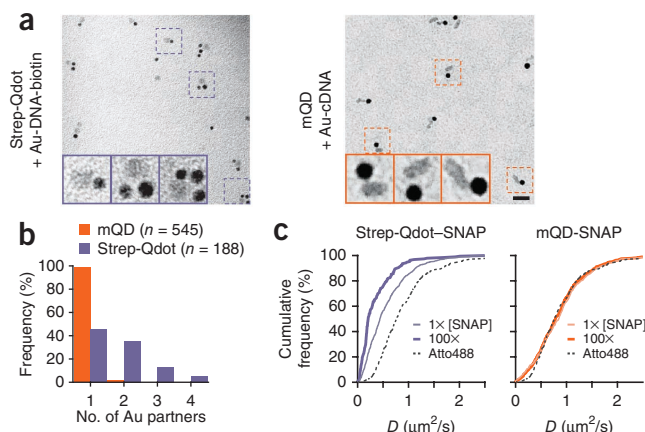 a
Strep-Qdot
+ Au-DNA-biotin
mQD
+ Au-cDNA
b
mQD (n = 545)
Strep-Qdot (n = 188)
Frequency (%)
100
80
60
40
20
0
1 2 3 4
No. of Au partners
c
Strep-Qdot–SNAP
mQD-SNAP
Cumulative
frequency (%)
100
80
60
40
20
0
1× [SNAP]
100×
Atto488
1× [SNAP]
100×
Atto488
0 1 2
0 1 2
D (μm²/s)
D (μm²/s)